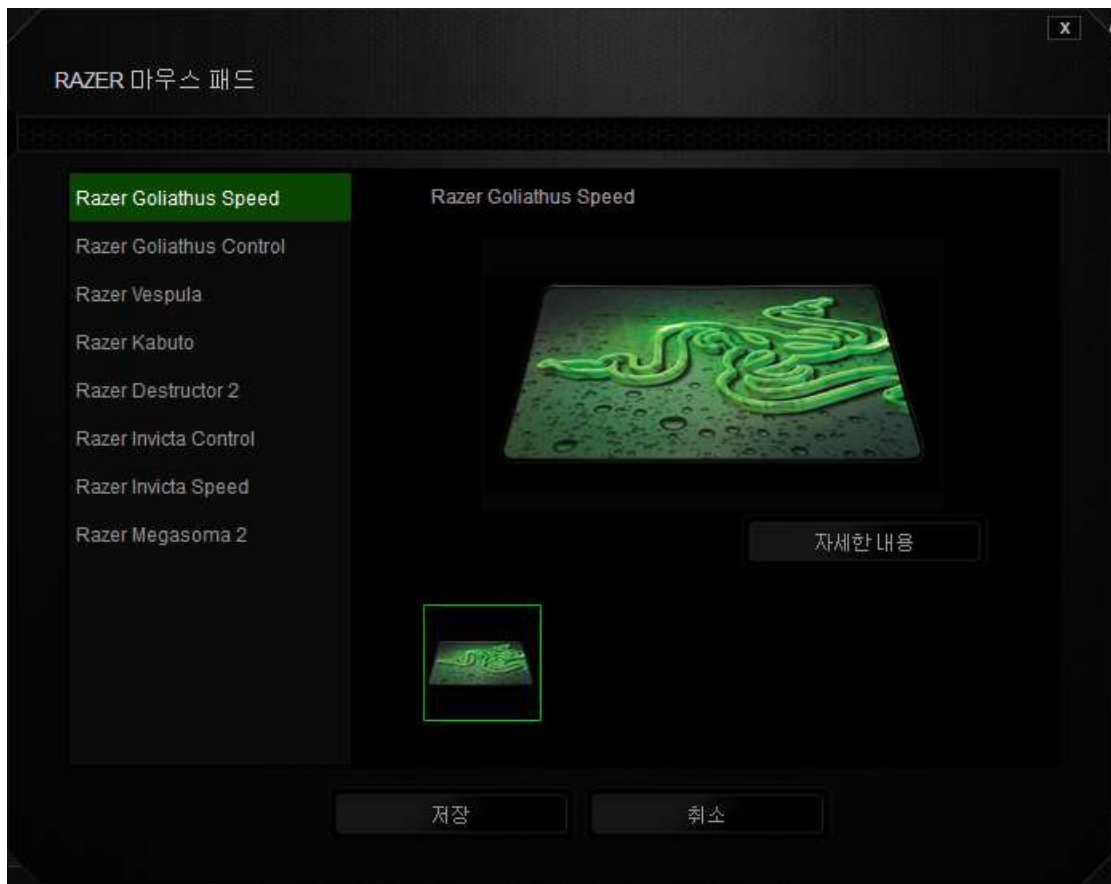 X
RAZER 마우스 패드
Razer Goliathus Speed
Razer Goliathus Control
Razer Vespula
Razer Kabuto
Razer Destructor 2
Razer Invicta Control
Razer Invicta Speed
Razer Megasoma 2
Razer Goliathus Speed
자세한 내용
저장
취소